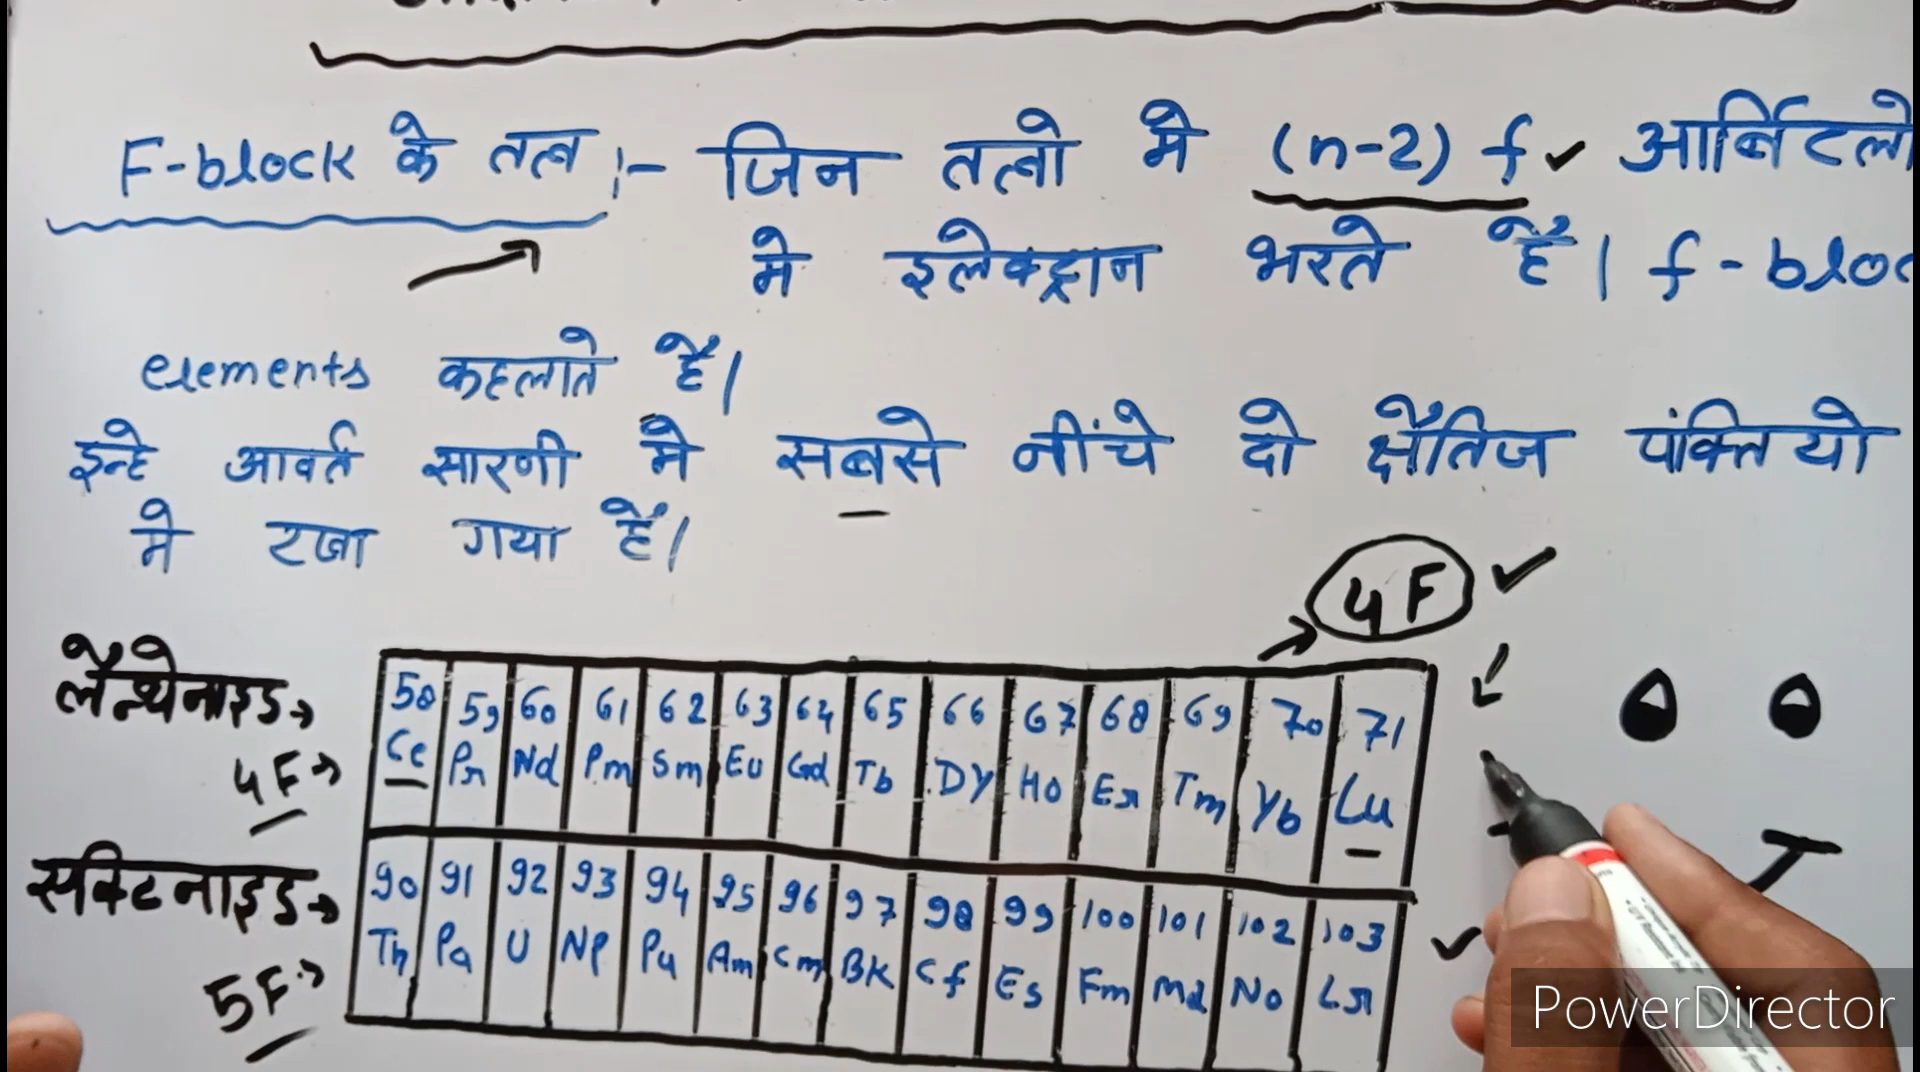 F-block के तत्व :- जिन तत्वो मे (n-2) f ✓ आर्बिटलो
मे इलेक्ट्रान भरते हैं। f-bloc
elements कहलाते हैं।
इन्हे आवर्त सारणी मे सबसे नींचे दो क्षैतिज पंक्तियो
मे रखा गया हैं।
4F ✓
लैन्थेनाइड→
4F→
58 59 60 61 62 63 64 65 66 67 68 69 70 71
Ce Pr Nd Pm Sm Eu Gd Tb DY Ho Er Tm Yb Lu
एक्टिनाइड→
5F→
90 91 92 93 94 95 96 97 98 99 100 101 102 103
Th Pa U NP Pu Am Cm BK Cf Es Fm Md No Lr
PowerDirector